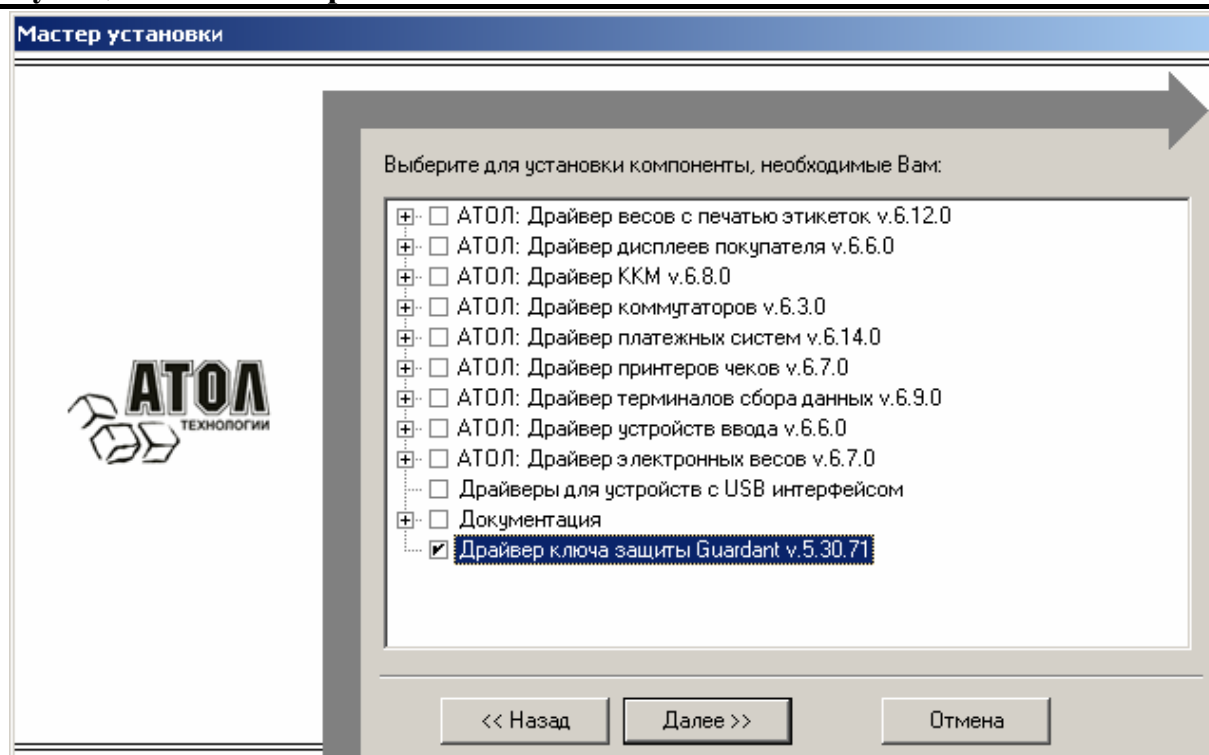 Мастер установки
Выберите для установки компоненты, необходимые Вам:
АТОЛ: Драйвер весов с печатью этикеток v.6.12.0
АТОЛ: Драйвер дисплеев покупателя v.6.6.0
АТОЛ: Драйвер ККМ v.6.8.0
АТОЛ: Драйвер коммутаторов v.6.3.0
АТОЛ: Драйвер платежных систем v.6.14.0
АТОЛ: Драйвер принтеров чеков v.6.7.0
АТОЛ: Драйвер терминалов сбора данных v.6.9.0
АТОЛ: Драйвер устройств ввода v.6.6.0
АТОЛ: Драйвер электронных весов v.6.7.0
Драйверы для устройств с USB интерфейсом
Документация
Драйвер ключа защиты Guardant v.5.30.71
АТОЛ
ТЕХНОЛОГИИ
<< Назад
Далее >>
Отмена